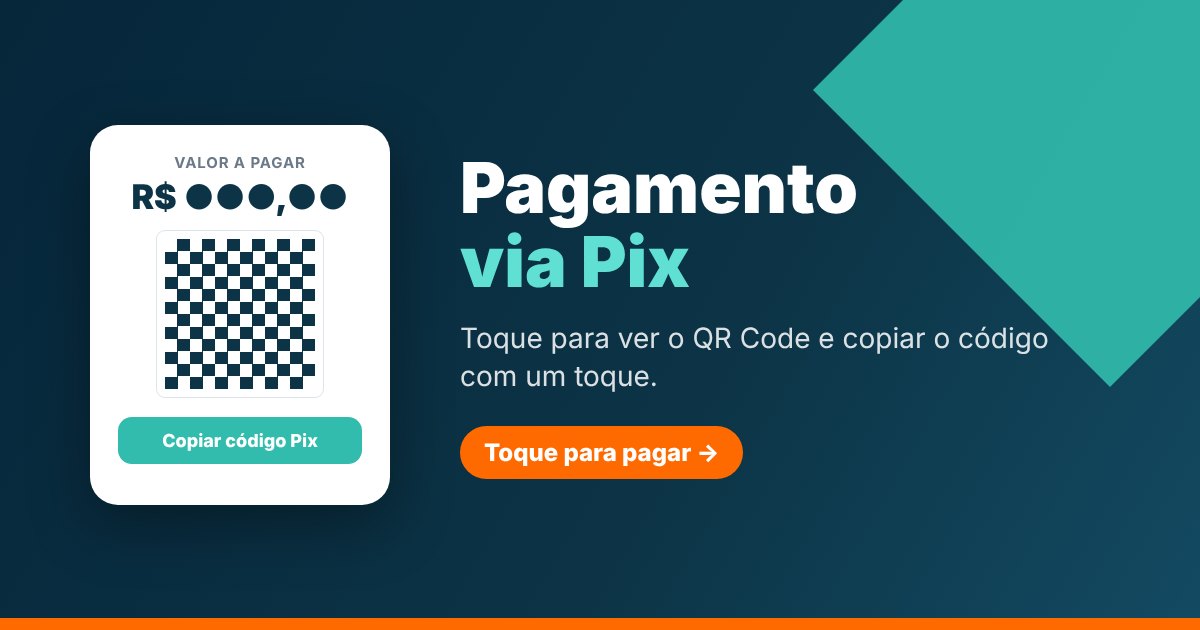 VALOR A PAGAR
R$ ●●●,●●
Copiar código Pix
Pagamento
via Pix
Toque para ver o QR Code e copiar o código
com um toque.
Toque para pagar →